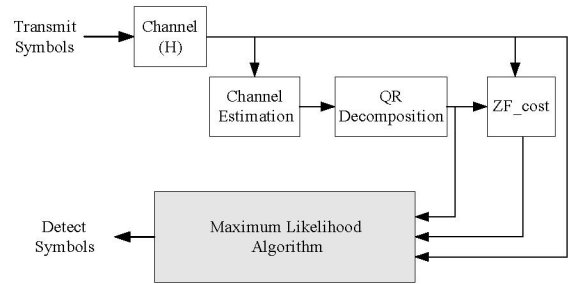 Transmit
Symbols
Channel
(H)
Channel
Estimation
QR
Decomposition
ZF_cost
Detect
Symbols
Maximum Likelihood
Algorithm